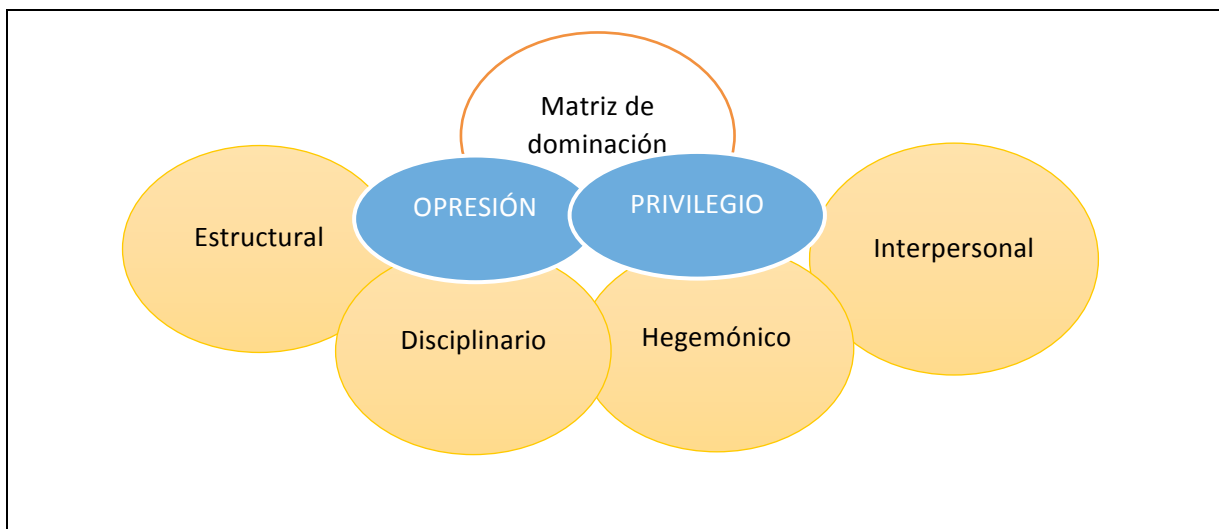 Matriz de
dominación
OPRESIÓN
PRIVILEGIO
Estructural
Interpersonal
Disciplinario
Hegemónico